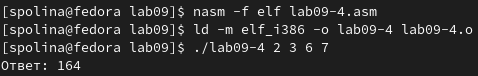 [spolina@fedora lab09]$ nasm -f elf lab09-4.asm
[spolina@fedora lab09]$ ld -m elf_i386 -o lab09-4 lab09-4.o
[spolina@fedora lab09]$ ./lab09-4 2 3 6 7
Ответ: 164